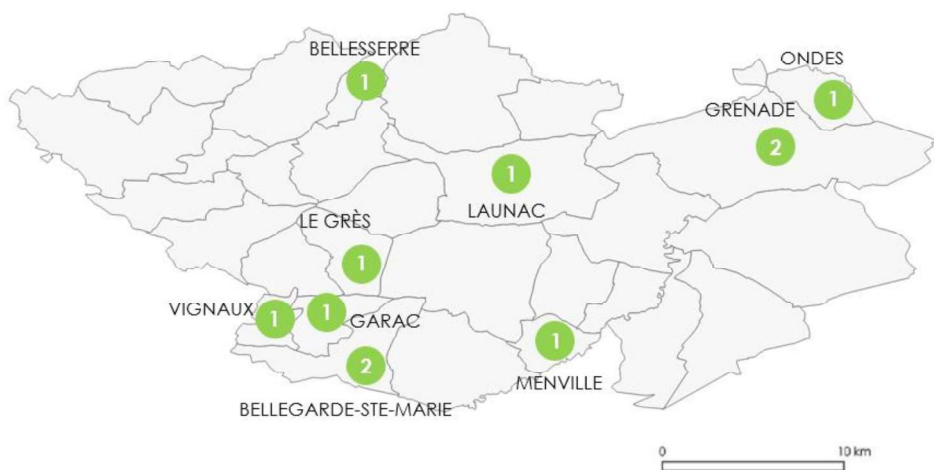 BELLESSERRE
1
ONDES
1
GRENADE
2
1
LAUNAC
LE GRÈS
1
VIGNAUX
1
1
GARAC
1
MENVILLE
2
BELLEGARDE-STE-MARIE
0 10 km